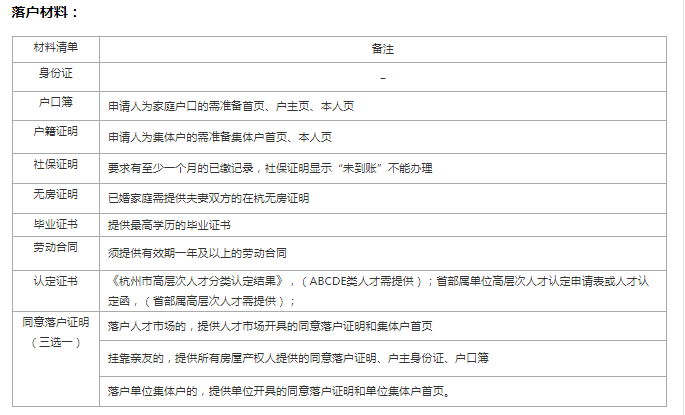 落户材料：
材料清单 备注
身份证 –
户口簿 申请人为家庭户口的需准备首页、户主页、本人页
户籍证明 申请人为集体户的需准备集体户首页、本人页
社保证明 要求有至少一个月的已缴记录，社保证明显示“未到账”不能办理
无房证明 已婚家庭需提供夫妻双方的在杭无房证明
毕业证书 提供最高学历的毕业证书
劳动合同 须提供有效期一年及以上的劳动合同
认定证书 《杭州市高层次人才分类认定结果》，（ABCDE类人才需提供）；省部属单位高层次人才认定申请表或人才认
定函，（省部属高层次人才需提供）；
同意落户证明
（三选一）
落户人才市场的，提供人才市场开具的同意落户证明和集体户首页
挂靠亲友的，提供所有房屋产权人提供的同意落户证明、户主身份证、户口簿
落户单位集体户的，提供单位开具的同意落户证明和单位集体户首页。